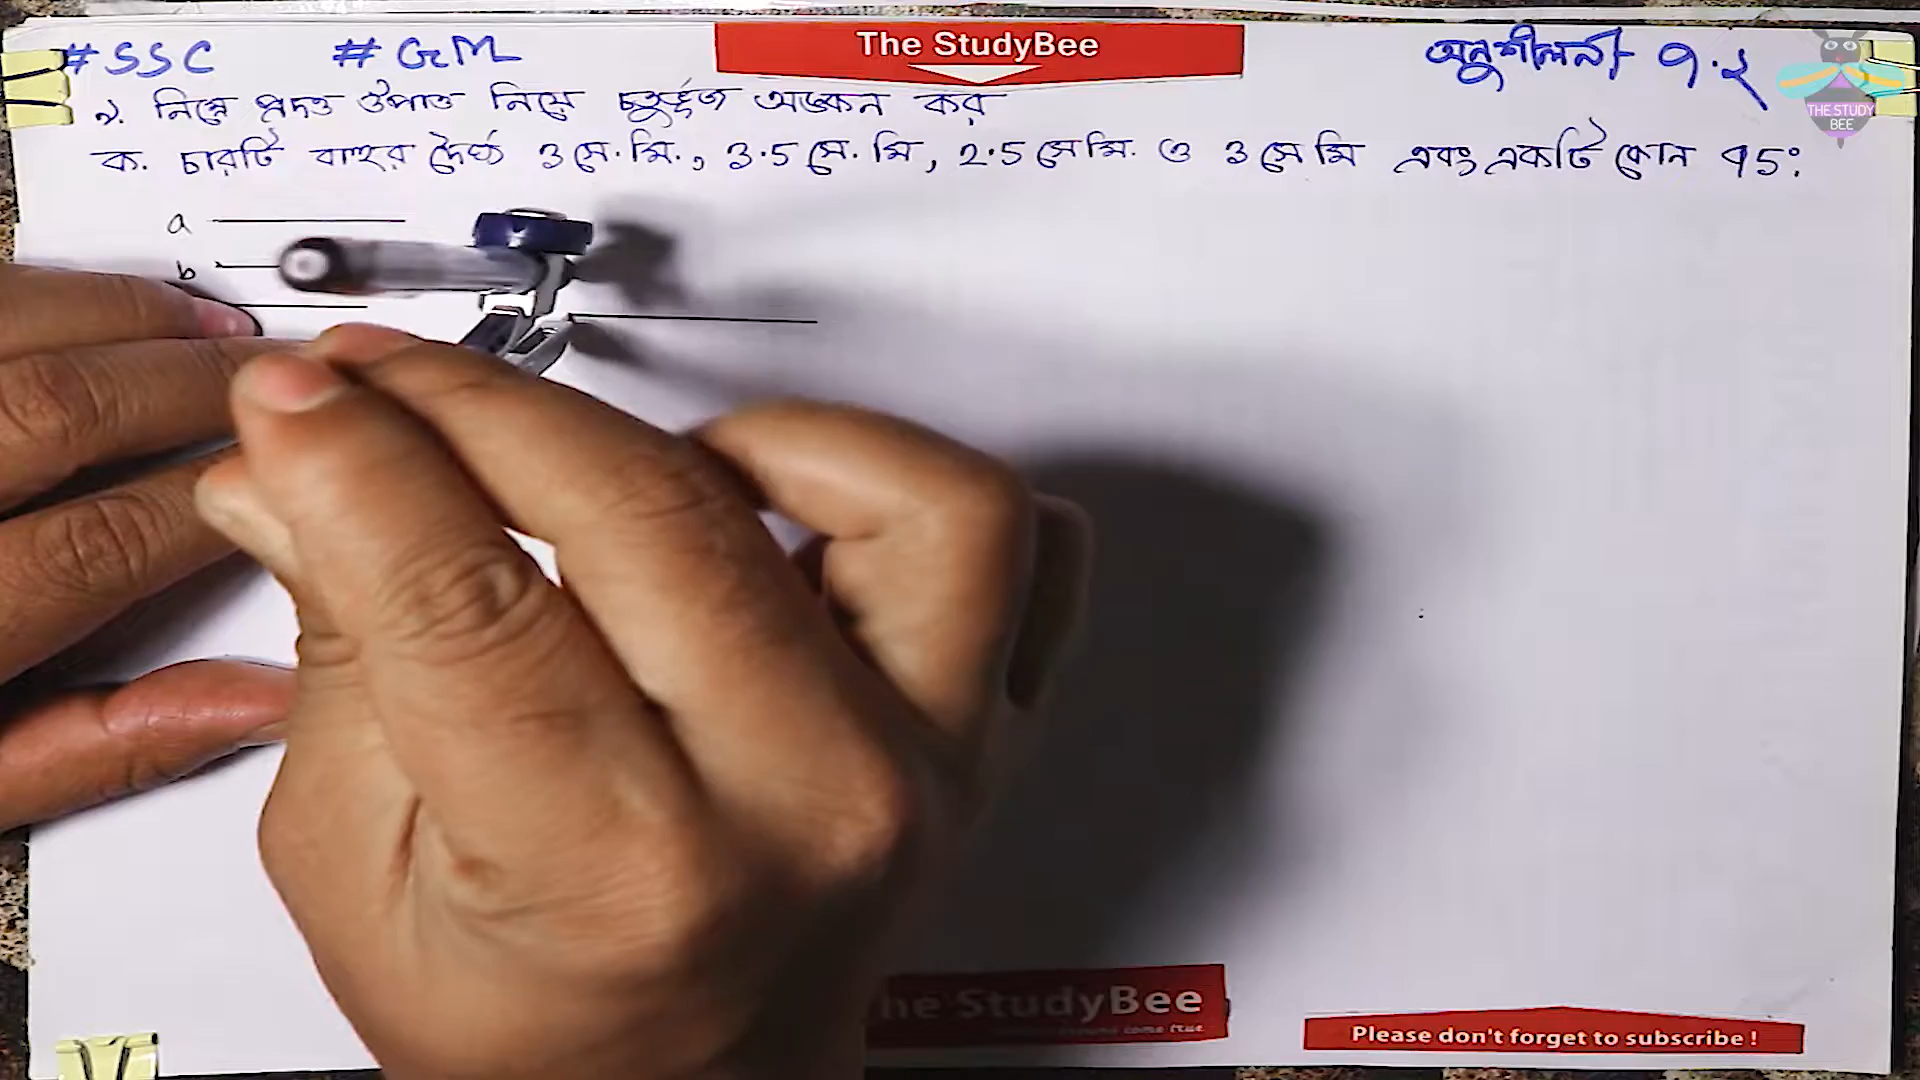 The StudyBee
#SSC #GM
অনুশীলনী ৭.২
THE STUDY
BEE
২. নিম্নে প্রদত্ত উপাত্ত নিয়ে চতুর্ভুজ অঙ্কন কর
ক. চারটি বাহুর দৈর্ঘ্য 3 সে.মি., 3.5 সে.মি, 2.5 সেমি. ও 3 সেমি এবং একটি কোন 45°
a
b
The StudyBee
Please don't forget to subscribe !